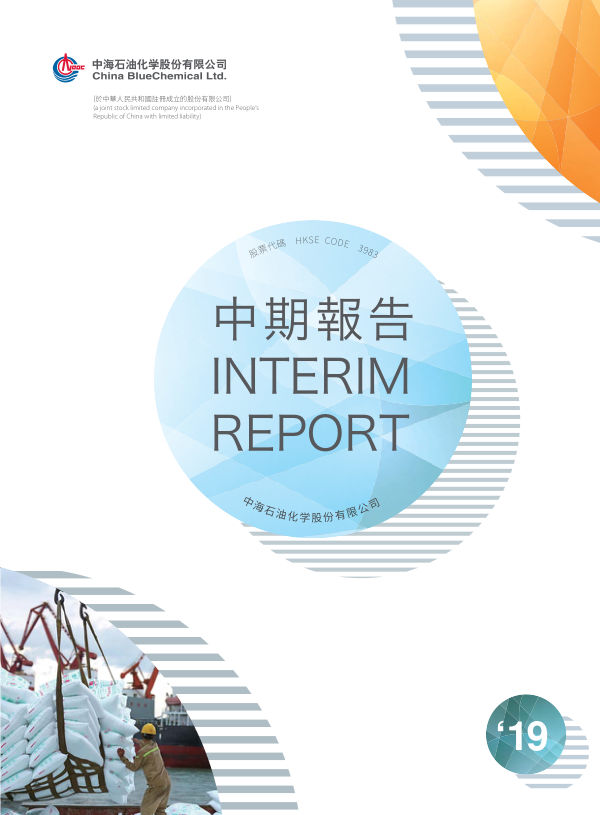 中海石油化学股份有限公司
China BlueChemical Ltd.
(於中華人民共和國註冊成立的股份有限公司)
(a joint stock limited company incorporated in the People's
Republic of China with limited liability)
股票代碼 HKSE CODE 3983
中期報告
INTERIM
REPORT
中海石油化学股份有限公司
'19